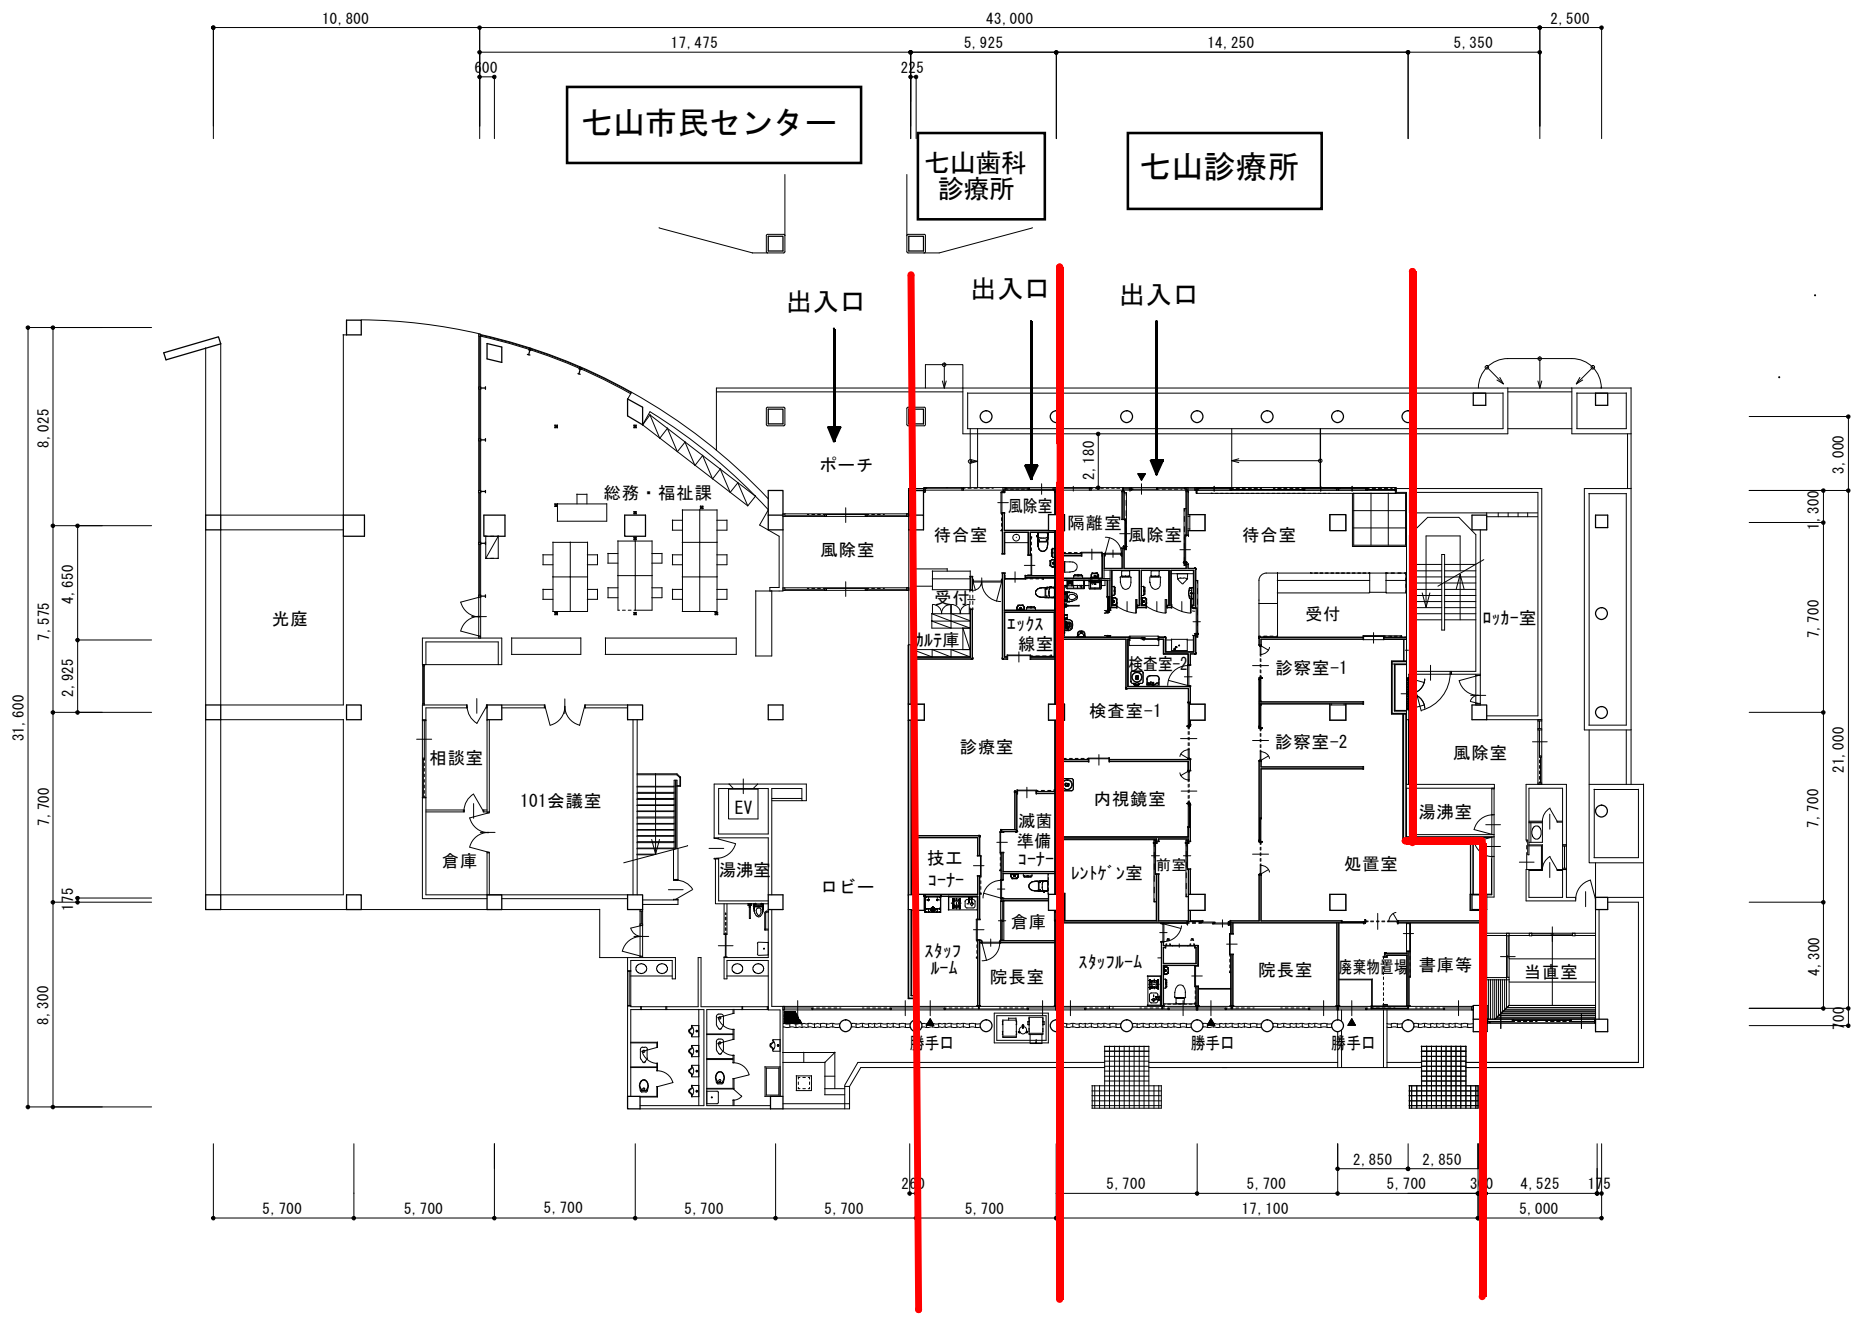 10,800
43,000
2,500
17,475
5,925
14,250
5,350
600
225
七山市民センター
七山歯科
診療所
七山診療所
出入口
出入口
出入口
8,025
4,650
7,575
2,925
31,600
7,700
175
8,300
2,180
3,000
1,300
7,700
21,000
7,700
4,300
700
ポーチ
総務・福祉課
風除室
光庭
待合室
風除室
隔離室
風除室
待合室
受付
カルテ庫
エックス
線室
受付
ロッカー室
検査室-2
診察室-1
検査室-1
診察室-2
診療室
風除室
相談室
101会議室
EV
内視鏡室
湯沸室
滅菌
準備
コーナー
倉庫
湯沸室
ロビー
技工
コーナー
レントゲン室
前室
処置室
倉庫
スタッフ
ルーム
院長室
スタッフルーム
院長室
廃棄物置場
書庫等
当直室
勝手口
勝手口
勝手口
2,850
2,850
260
5,700
5,700
5,700
4,525
175
5,700
5,700
5,700
5,700
5,700
5,700
17,100
5,000